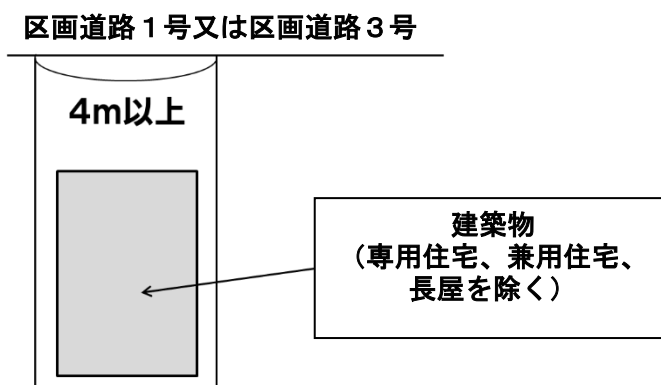 区画道路１号又は区画道路３号
4m以上
建築物
（専用住宅、兼用住宅、
長屋を除く）